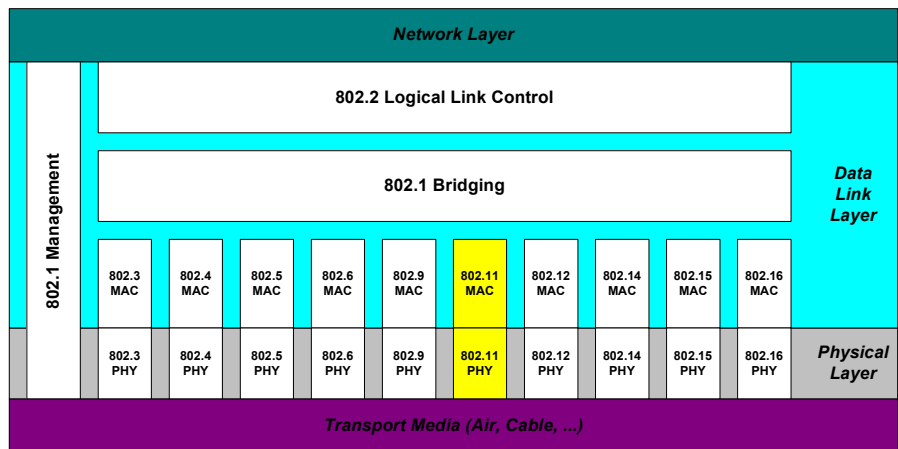 Network Layer
802.2 Logical Link Control
802.1 Management
802.1 Bridging
Data
Link
Layer
802.3 802.4 802.5 802.6 802.9 802.11 802.12 802.14 802.15 802.16
MAC MAC MAC MAC MAC MAC MAC MAC MAC MAC
802.3 802.4 802.5 802.6 802.9 802.11 802.12 802.14 802.15 802.16
PHY PHY PHY PHY PHY PHY PHY PHY PHY PHY
Physical
Layer
Transport Media (Air, Cable, ...)